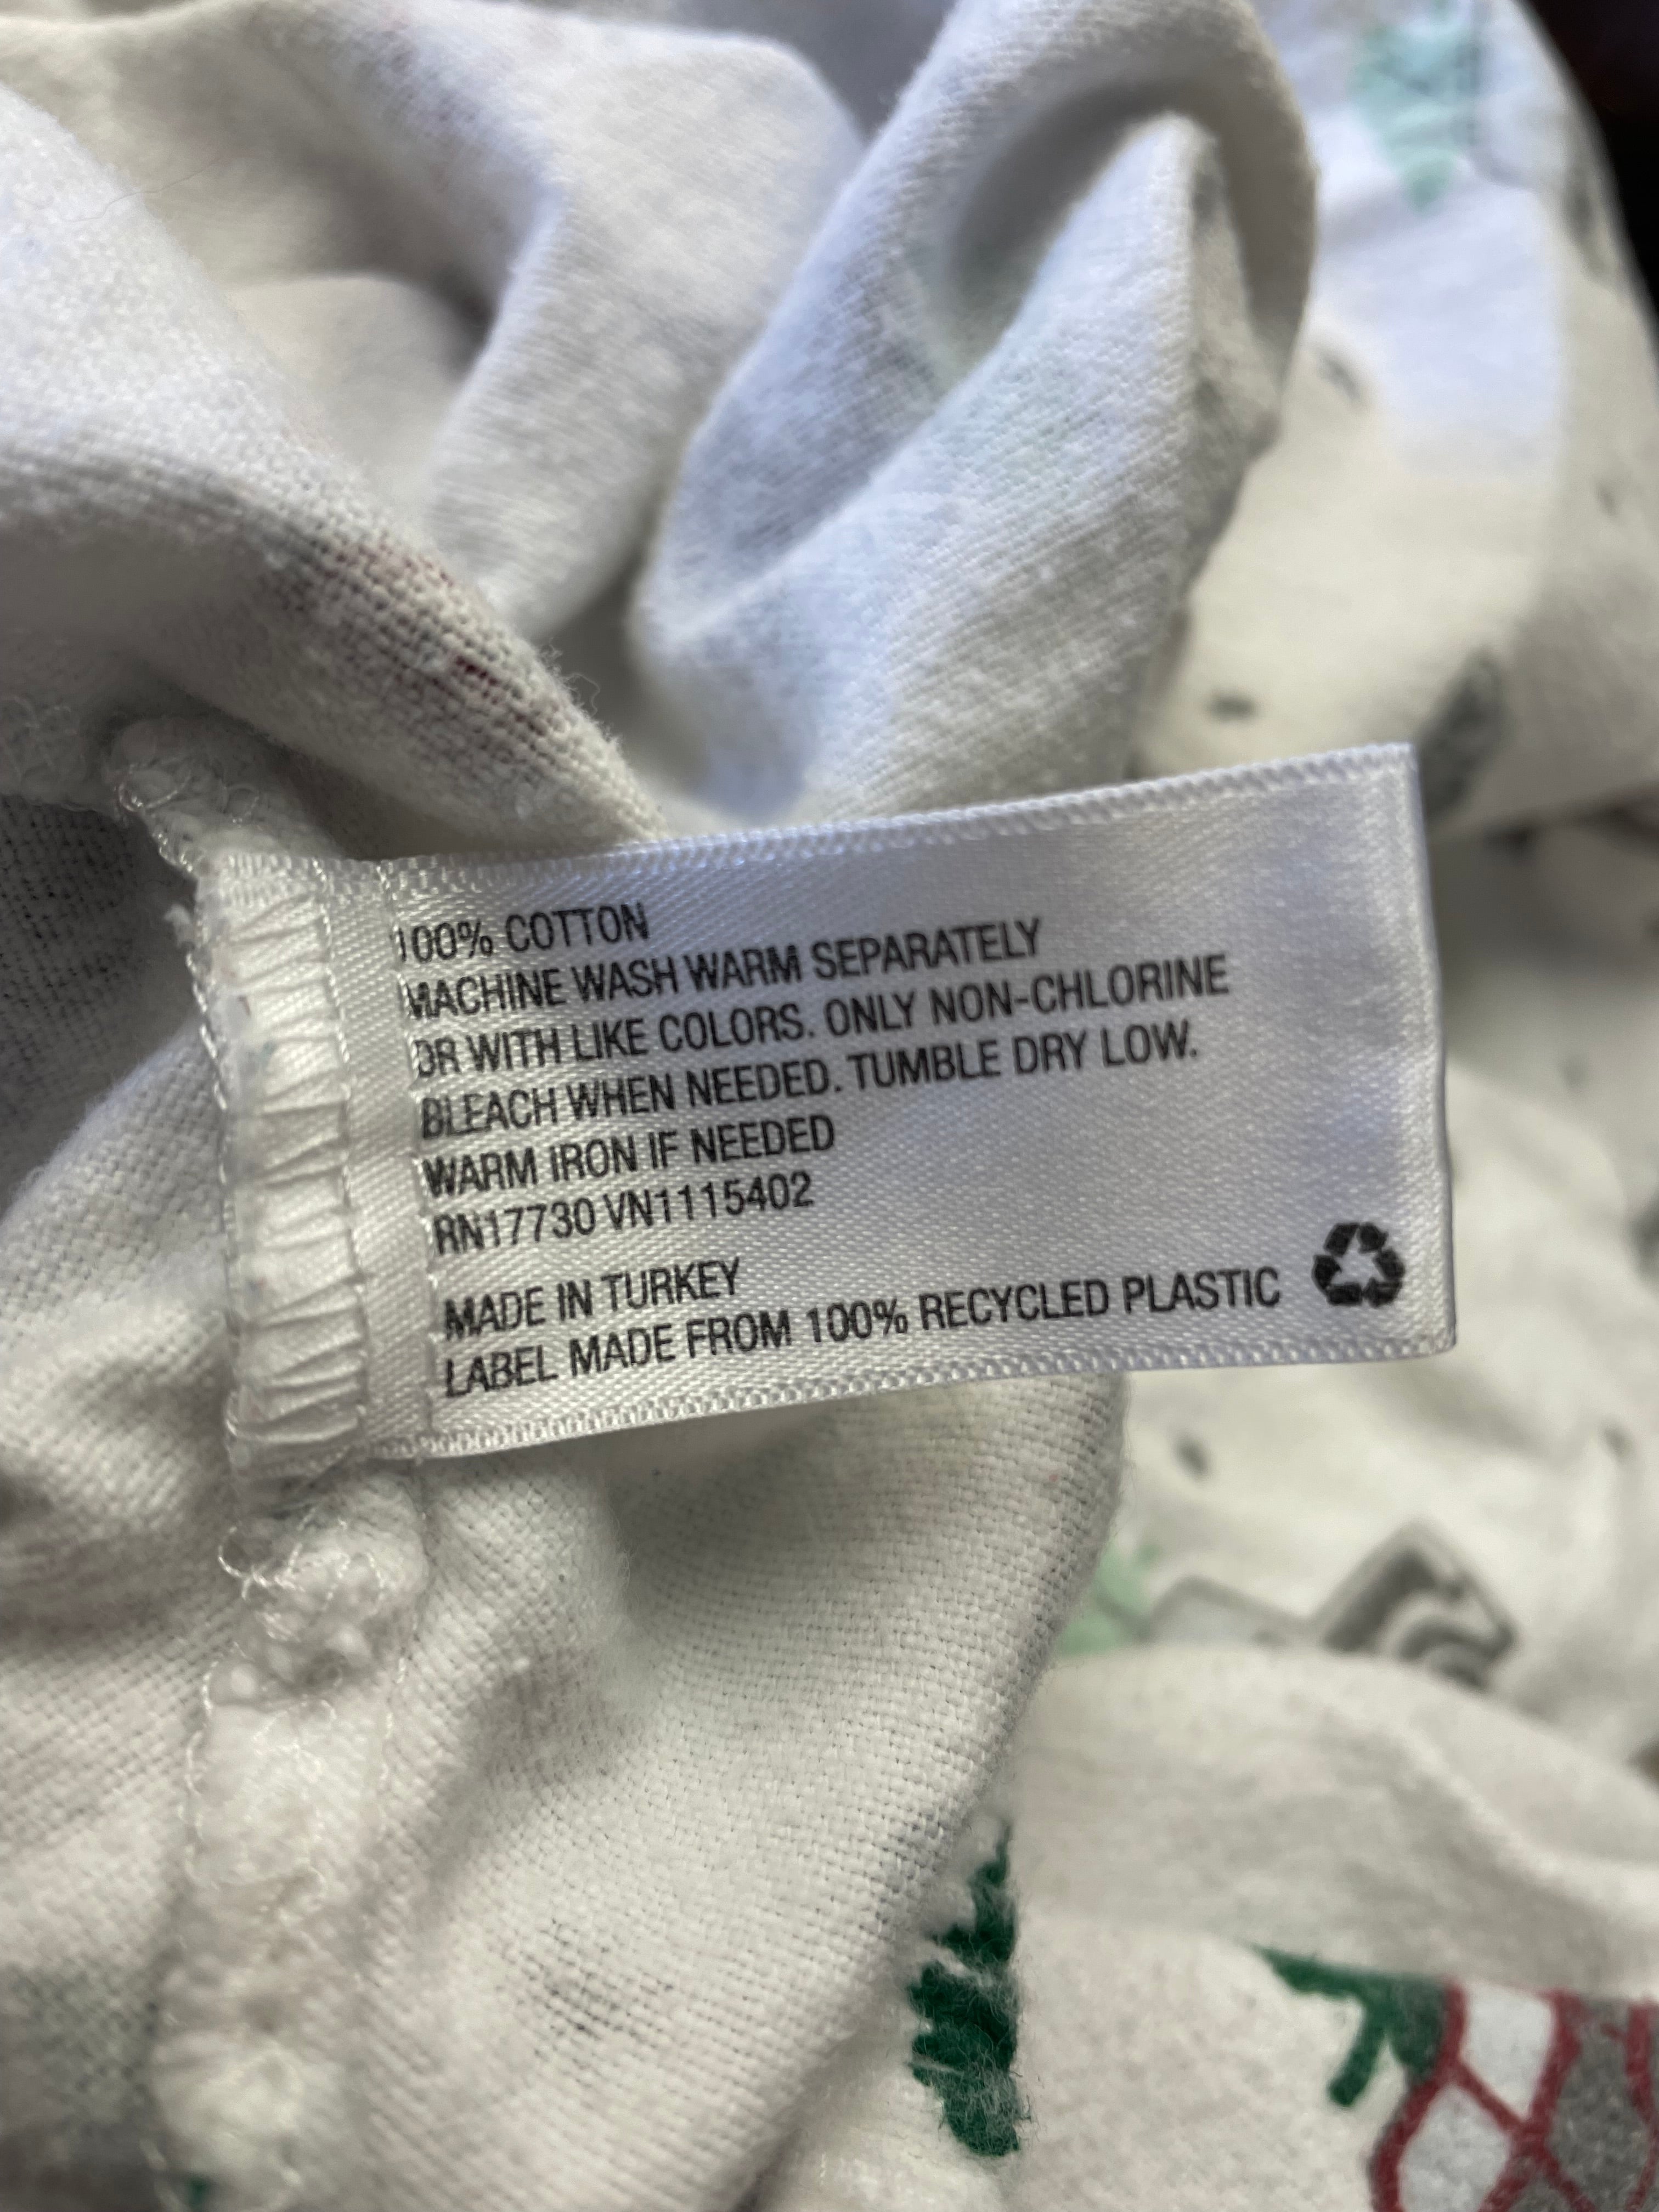 100% COTTON
MACHINE WASH WARM SEPARATELY
OR WITH LIKE COLORS. ONLY NON-CHLORINE
BLEACH WHEN NEEDED. TUMBLE DRY LOW.
WARM IRON IF NEEDED
RN17730 VN1115402
MADE IN TURKEY
LABEL MADE FROM 100% RECYCLED PLASTIC